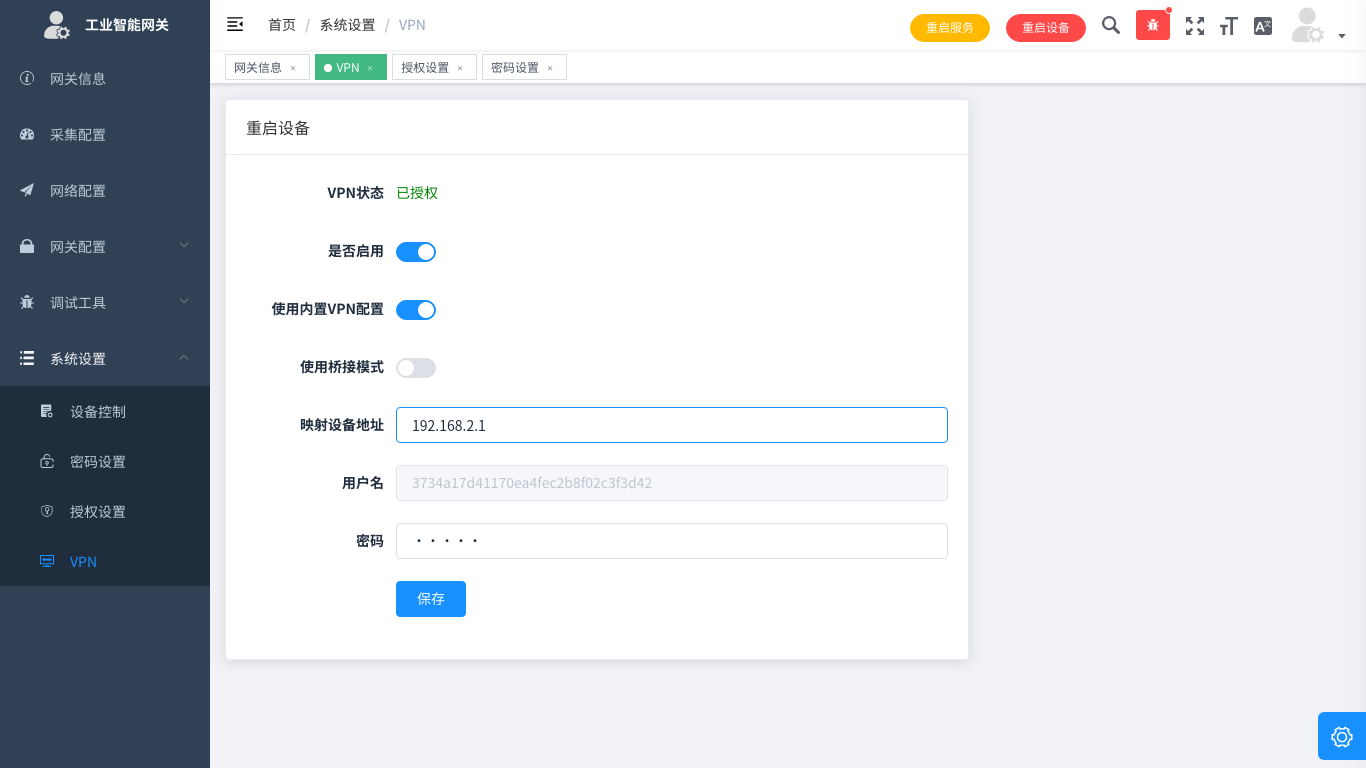 工业智能网关
首页 / 系统设置 / VPN
重启服务
重启设备
网关信息 ×
VPN ×
授权设置 ×
密码设置 ×
网关信息
采集配置
网络配置
网关配置
调试工具
系统设置
设备控制
密码设置
授权设置
VPN
重启设备
VPN状态 已授权
是否启用
使用内置VPN配置
使用桥接模式
映射设备地址 192.168.2.1
用户名 3734a17d41170ea4fec2b8f02c3f3d42
密码 ·····
保存